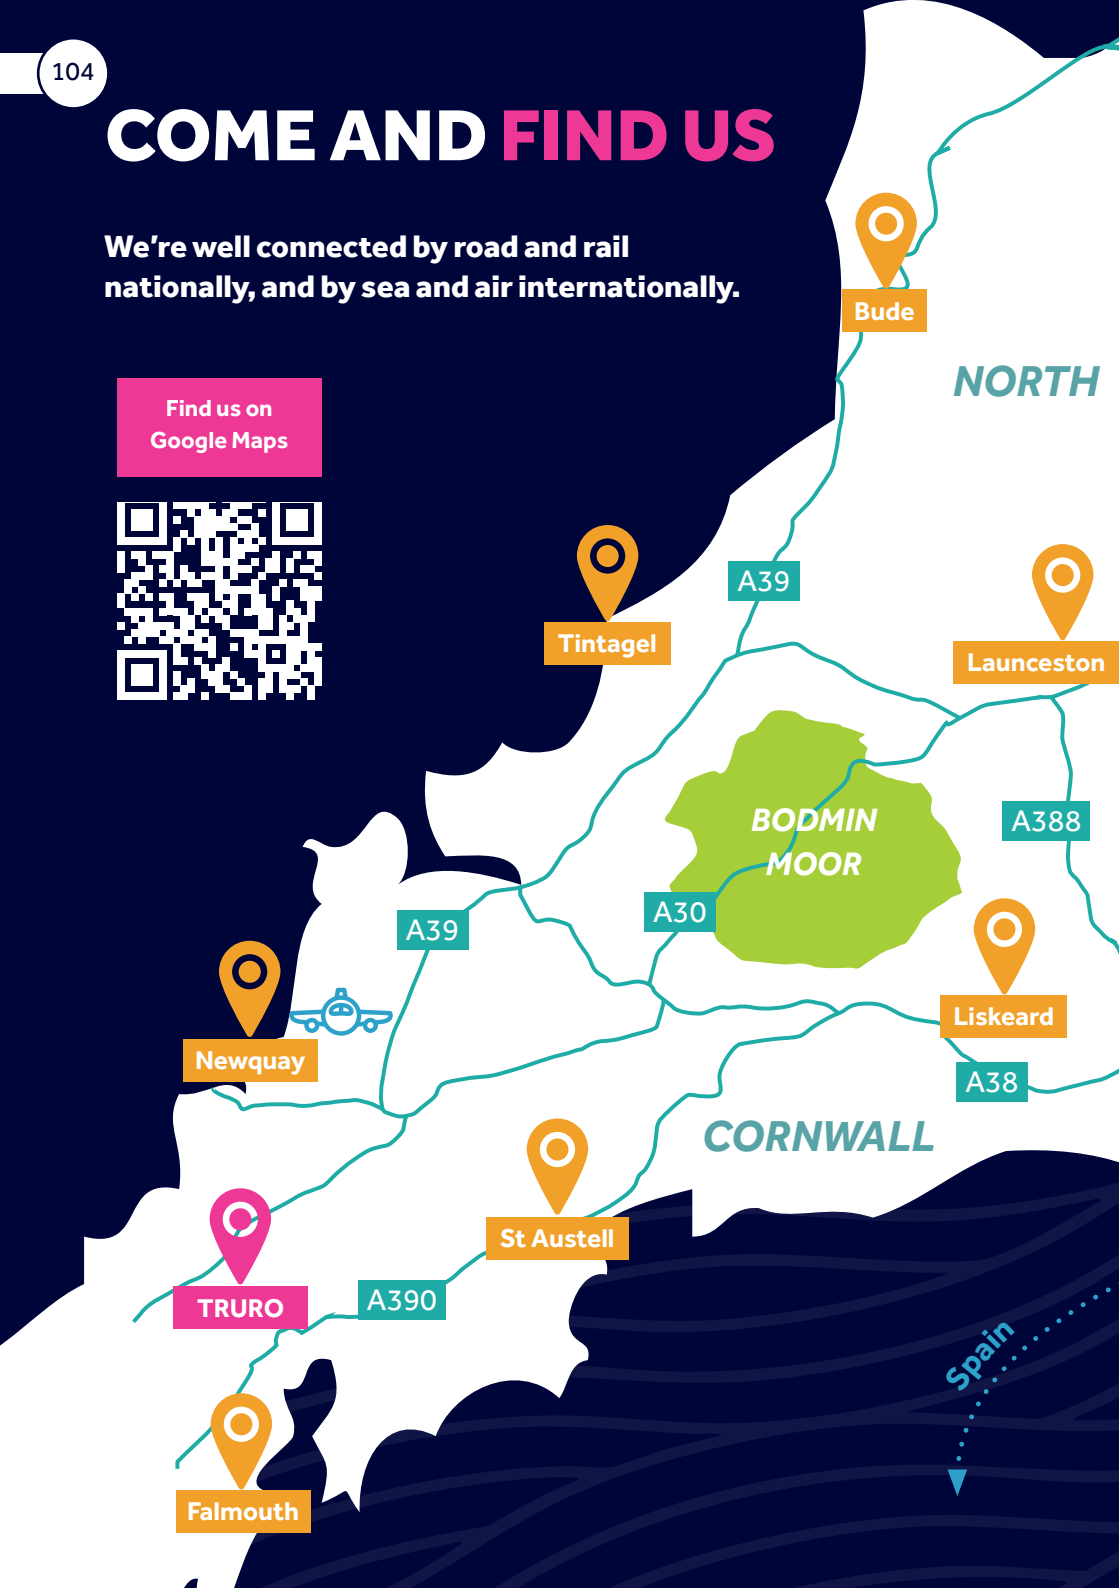 104
COME AND FIND US
We're well connected by road and rail
nationally, and by sea and air internationally.
Find us on
Google Maps
Bude
NORTH
A39
Tintagel
Launceston
BODMIN
MOOR
A388
A30
A39
Liskeard
Newquay
A38
CORNWALL
St Austell
TRURO
A390
Spain
Falmouth